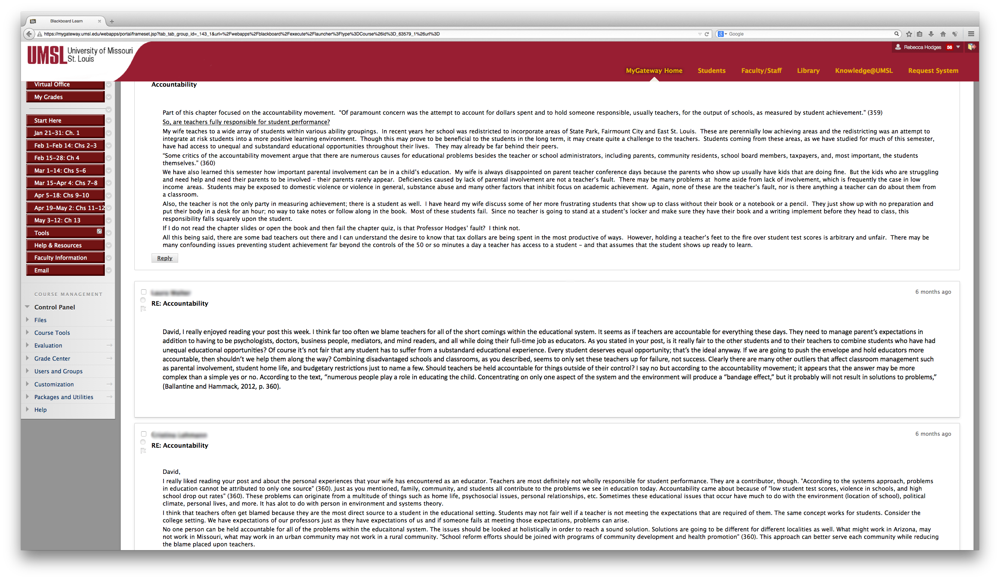 Blackboard Learn
https://mygateway.umsl.edu/webapps/portal/frameset.jsp?tab_tab_group_id=_143_1&url=%2Fwebapps%2Fblackboard%2Fexecute%2Flauncher%3Ftype%3DCourse%26id%3D_63579_1%26url%3D
Google
UMSL University of Missouri
St. Louis
Rebecca Hodges 56
MyGateway Home Students Faculty/Staff Library Knowledge@UMSL Request System
Virtual Office
My Grades
Start Here
Jan 21-31: Ch. 1
Feb 1-Feb 14: Chs 2-3
Feb 15-28: Ch 4
Mar 1-14: Chs 5-6
Mar 15-Apr 4: Chs 7-8
Apr 5-18: Chs 9-10
Apr 19-May 2: Chs 11-12
May 3-12: Ch 13
Tools
Help & Resources
Faculty Information
Email
COURSE MANAGEMENT
Control Panel
Files
Course Tools
Evaluation
Grade Center
Users and Groups
Customization
Packages and Utilities
Help
Accountability
Part of this chapter focused on the accountability movement.  “Of paramount concern was the attempt to account for dollars spent and to hold someone responsible, usually teachers, for the output of schools, as measured by student achievement.” (359)
So, are teachers fully responsible for student performance?
My wife teaches to a wide array of students within various ability groupings.  In recent years her school was redistricted to incorporate areas of State Park, Fairmount City and East St. Louis.  These are perennially low achieving areas and the redistricting was an attempt to
integrate at risk students into a more positive learning environment.  Though this may prove to be beneficial to the students in the long term, it may create quite a challenge to the teachers.  Students coming from these areas, as we have studied for much of this semester,
have had access to unequal and substandard educational opportunities throughout their lives.   They may already be far behind their peers.
“Some critics of the accountability movement argue that there are numerous causes for educational problems besides the teacher or school administrators, including parents, community residents, school board members, taxpayers, and, most important, the students
themselves.” (360)
We have also learned this semester how important parental involvement can be in a child’s education.  My wife is always disappointed on parent teacher conference days because the parents who show up usually have kids that are doing fine.  But the kids who are struggling
and need help and need their parents to be involved – their parents rarely appear.  Deficiencies caused by lack of parental involvement are not a teacher’s fault.  There may be many problems at  home aside from lack of involvement, which is frequently the case in low
income  areas.  Students may be exposed to domestic violence or violence in general, substance abuse and many other factors that inhibit focus on academic achievement.  Again, none of these are the teacher’s fault, nor is there anything a teacher can do about them from
a classroom.
Also, the teacher is not the only party in measuring achievement; there is a student as well.  I have heard my wife discuss some of her more frustrating students that show up to class without their book or a notebook or a pencil.  They just show up with no preparation and
put their body in a desk for an hour; no way to take notes or follow along in the book.  Most of these students fail.  Since no teacher is going to stand at a student’s locker and make sure they have their book and a writing implement before they head to class, this
responsibility falls squarely upon the student.
If I do not read the chapter slides or open the book and then fail the chapter quiz, is that Professor Hodges’ fault?  I think not.
All this being said, there are some bad teachers out there and I can understand the desire to know that tax dollars are being spent in the most productive of ways.  However, holding a teacher’s feet to the fire over student test scores is arbitrary and unfair.  There may be
many confounding issues preventing student achievement far beyond the controls of the 50 or so minutes a day a teacher has access to a student – and that assumes that the student shows up ready to learn.
Reply
6 months ago
RE: Accountability
David, I really enjoyed reading your post this week. I think far too often we blame teachers for all of the short comings within the educational system. It seems as if teachers are accountable for everything these days. They need to manage parent’s expectations in
addition to having to be psychologists, doctors, business people, mediators, and mind readers, and all while doing their full-time job as educators. As you stated in your post, is it really fair to the other students and to their teachers to combine students who have had
unequal educational opportunities? Of course it’s not fair that any student has to suffer from a substandard educational experience. Every student deserves equal opportunity; that’s the ideal anyway. If we are going to push the envelope and hold educators more
accountable, then shouldn’t we help them along the way? Combining disadvantaged schools and classrooms, as you described, seems to only set these teachers up for failure, not success. Clearly there are many other outliers that affect classroom management such
as parental involvement, student home life, and budgetary restrictions just to name a few. Should teachers be held accountable for things outside of their control? I say no but according to the accountability movement; it appears that the answer may be more
complex than a simple yes or no. According to the text, “numerous people play a role in educating the child. Concentrating on only one aspect of the system and the environment will produce a “bandage effect,” but it probably will not result in solutions to problems,”
(Ballantine and Hammack, 2012, p. 360).
6 months ago
RE: Accountability
David,
I really liked reading your post and about the personal experiences that your wife has encountered as an educator. Teachers are most definitely not wholly responsible for student performance. They are a contributor, though. "According to the systems approach, problems
in education cannot be attributed to only one source" (360). Just as you mentioned, family, community, and students all contribute to the problems we see in education today. Accountability came about because of "low student test scores, violence in schools, and high
school drop out rates" (360). These problems can originate from a multitude of things such as home life, psychosocial issues, personal relationships, etc. Sometimes these educational issues that occur have much to do with the environment (location of school), political
climate, personal lives, and more. It has alot to do with person in environment and systems theory.
I think that teachers often get blamed because they are the most direct source to a student in the educational setting. Students may not fair well if a teacher is not meeting the expectations that are required of them. The same concept works for students. Consider the
college setting. We have expectations of our professors just as they have expectations of us and if someone fails at meeting those expectations, problems can arise.
No one person can be held accountable for all of the problems within the educaitonal system. The issues should be looked at holistically in order to reach a sound solution. Solutions are going to be different for different localities as well. What might work in Arizona, may
not work in Missouri, what may work in an urban community may not work in a rural community. "School reform efforts should be joined with programs of community development and health promotion" (360). This approach can better serve each community while reducing
the blame placed upon teachers.